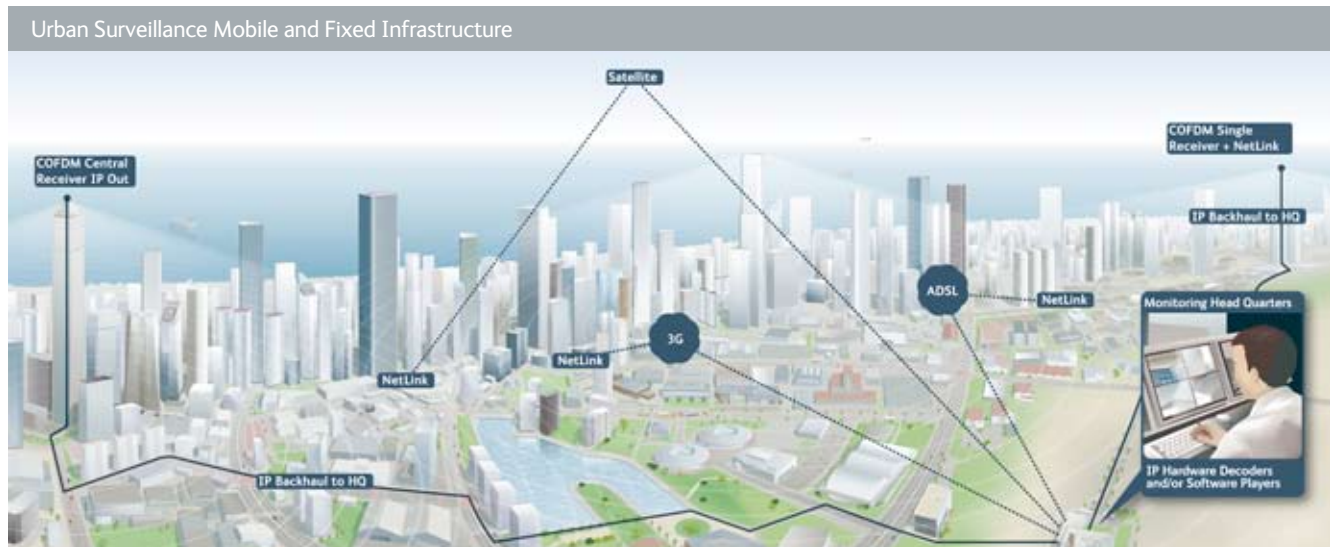 Urban Surveillance Mobile and Fixed Infrastructure
Satellite
COFDM Central
Receiver IP Out
COFDM Single
Receiver + NetLink
IP Backhaul to HQ
ADSL
NetLink
Monitoring Head Quarters
3G
NetLink
NetLink
IP Backhaul to HQ
IP Hardware Decoders
and/or Software Players